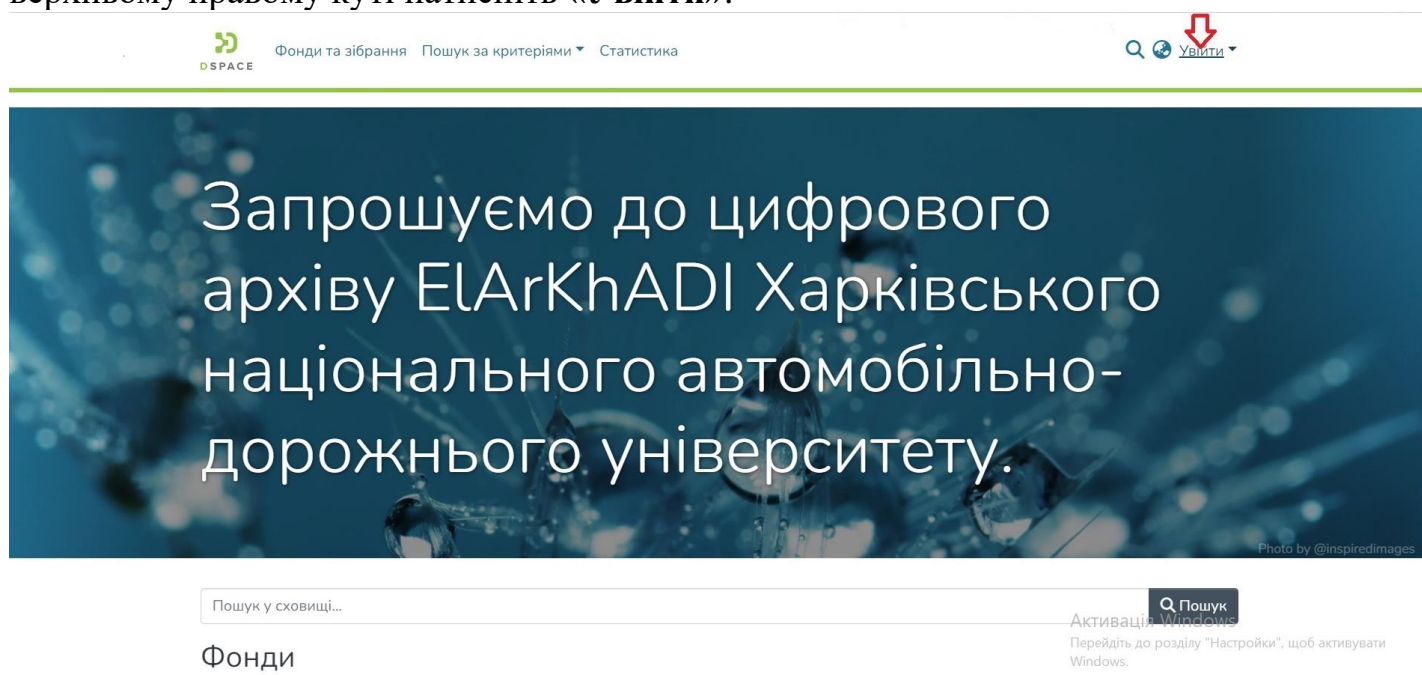 верхньому правому куті натисніть «Увійти».
DSPACE
Фонди та зібрання Пошук за критеріями Статистика Увійти
Запрошуємо до цифрового
архіву ElArKhADI Харківського
національного автомобільно-
дорожнього університету.
Photo by @inspiredimages
Пошук у сховищі... Пошук
Активація Windows
Перейдіть до розділу "Настройки", щоб активувати
Windows.
Фонди